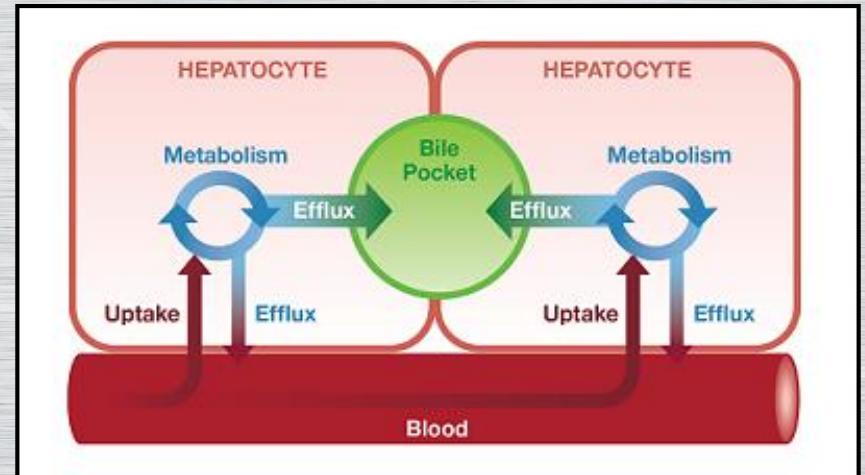 HEPATOCYTE
HEPATOCYTE
Metabolism
Bile
Pocket
Metabolism
Efflux
Efflux
Uptake
Efflux
Uptake
Efflux
Blood